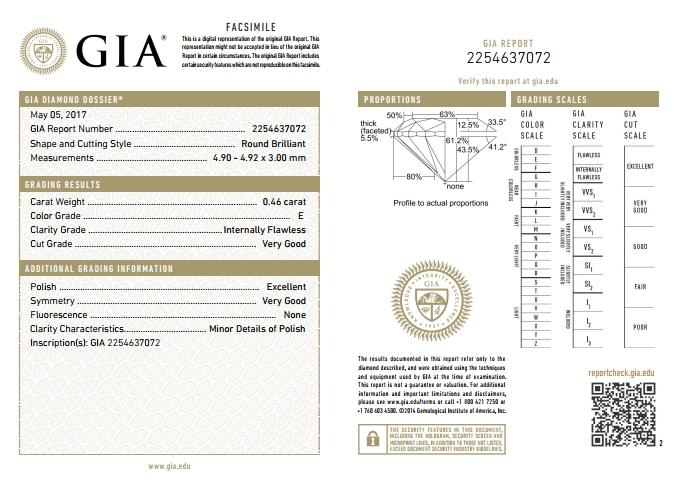 GIA®
FACSIMILE
This is a digital representation of the original GIA Report. This
representation might not be accepted in lieu of the original GIA
Report in certain circumstances. The original GIA Report includes
certain security features which are not reproducible on this facsimile.
GIA DIAMOND DOSSIER®
May 05, 2017
GIA Report Number 2254637072
Shape and Cutting Style Round Brilliant
Measurements 4.90 - 4.92 x 3.00 mm
GRADING RESULTS
Carat Weight 0.46 carat
Color Grade E
Clarity Grade Internally Flawless
Cut Grade Very Good
ADDITIONAL GRADING INFORMATION
Polish Excellent
Symmetry Very Good
Fluorescence None
Clarity Characteristics Minor Details of Polish
Inscription(s): GIA 2254637072
www.gia.edu
GIA REPORT
2254637072
Verify this report at gia.edu
PROPORTIONS
50%
63%
thick
(faceted)
5.5%
12.5%
33.5°
61.2%
43.5%
41.2°
80%
none
Profile to actual proportions
KNOWLEDGE • INTEGRITY • EXCELLENCE
GIA
1931
The results documented in this report refer only to the
diamond described, and were obtained using the techniques
and equipment used by GIA at the time of examination.
This report is not a guarantee or valuation. For additional
information and important limitations and disclaimers,
please see www.gia.edu/terms or call +1 800 421 7250 or
+1 760 603 4500. ©2014 Gemological Institute of America, Inc.
THE SECURITY FEATURES IN THIS DOCUMENT,
INCLUDING THE HOLOGRAM, SECURITY SCREEN AND
MICROPRINT LINES, IN ADDITION TO THOSE NOT LISTED,
EXCEED DOCUMENT SECURITY INDUSTRY GUIDELINES.
GRADING SCALES
GIA
COLOR
SCALE
COLORLESS
NEAR COLORLESS
FAINT
VERY LIGHT
LIGHT
D
E
F
G
H
I
J
K
L
M
N
O
P
Q
R
S
T
U
V
W
X
Y
Z
GIA
CLARITY
SCALE
FLAWLESS
INTERNALLY
FLAWLESS
VERY VERY SLIGHTLY INCLUDED
VVS1
VVS2
VERY SLIGHTLY INCLUDED
VS1
VS2
SLIGHTLY INCLUDED
SI1
SI2
INCLUDED
I1
I2
I3
GIA
CUT
SCALE
EXCELLENT
VERY
GOOD
GOOD
FAIR
POOR
reportcheck.gia.edu
2